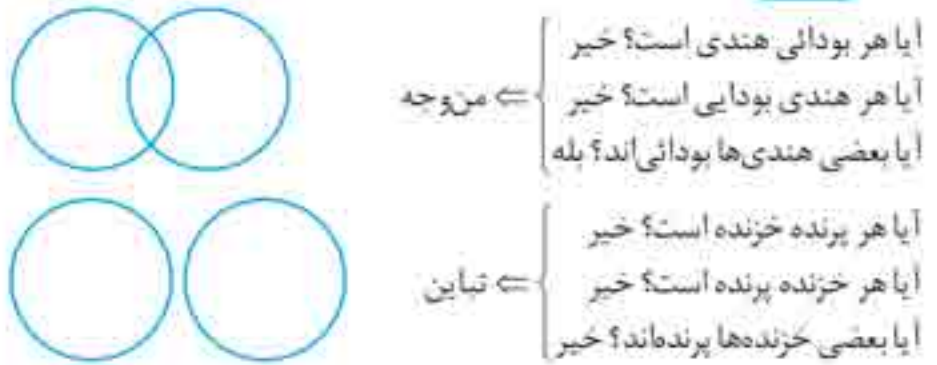 آیا هر بودائی هندی است؟ خیر
آیا هر هندی بودایی است؟ خیر
آیا بعضی هندی‌ها بودائی‌اند؟ بله
⇐ من‌وجه
آیا هر پرنده خزنده است؟ خیر
آیا هر خزنده پرنده است؟ خیر
آیا بعضی خزنده‌ها پرنده‌اند؟ خیر
⇐ تباین